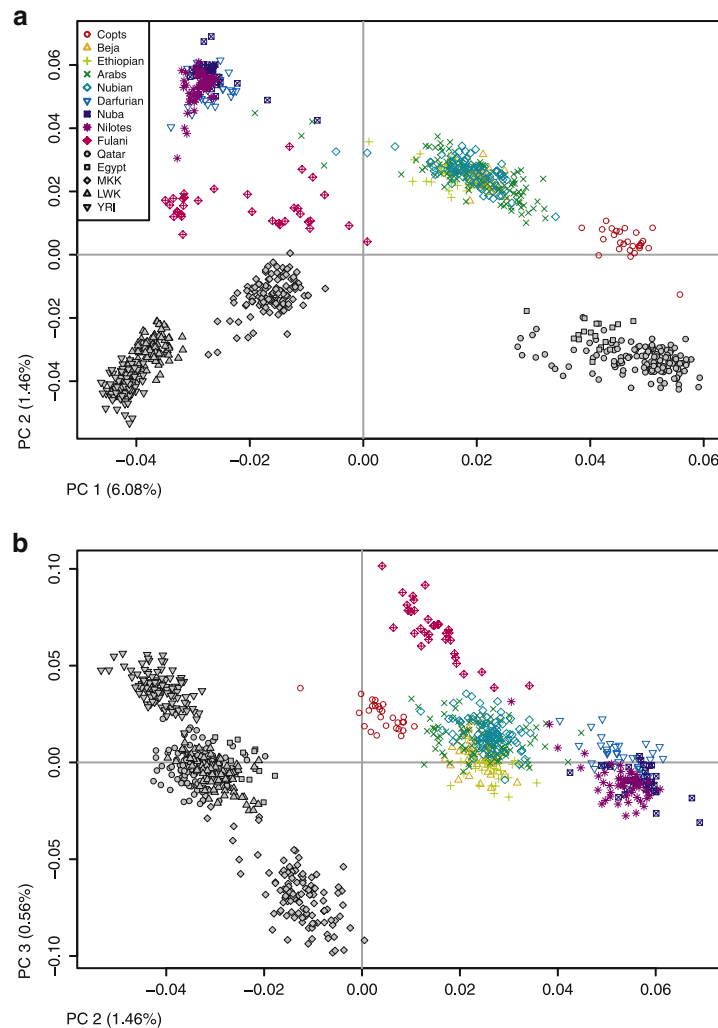 a
Copts
Beja
Ethiopian
Arabs
Nubian
Darfurian
Nuba
Nilotes
Fulani
Qatar
Egypt
MKK
LWK
YRI
0.06
0.04
0.02
0.00
−0.02
−0.04
PC 2 (1.46%)
−0.04 −0.02 0.00 0.02 0.04 0.06
PC 1 (6.08%)
b
0.10
0.05
0.00
−0.05
−0.10
PC 3 (0.56%)
−0.04 −0.02 0.00 0.02 0.04 0.06
PC 2 (1.46%)